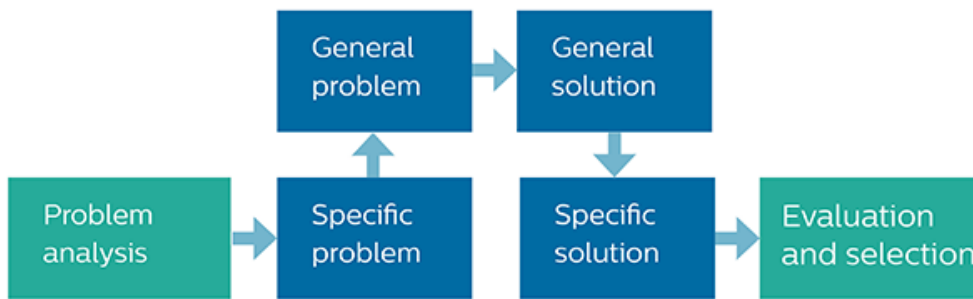 General
problem
General
solution
Problem
analysis
Specific
problem
Specific
solution
Evaluation
and selection